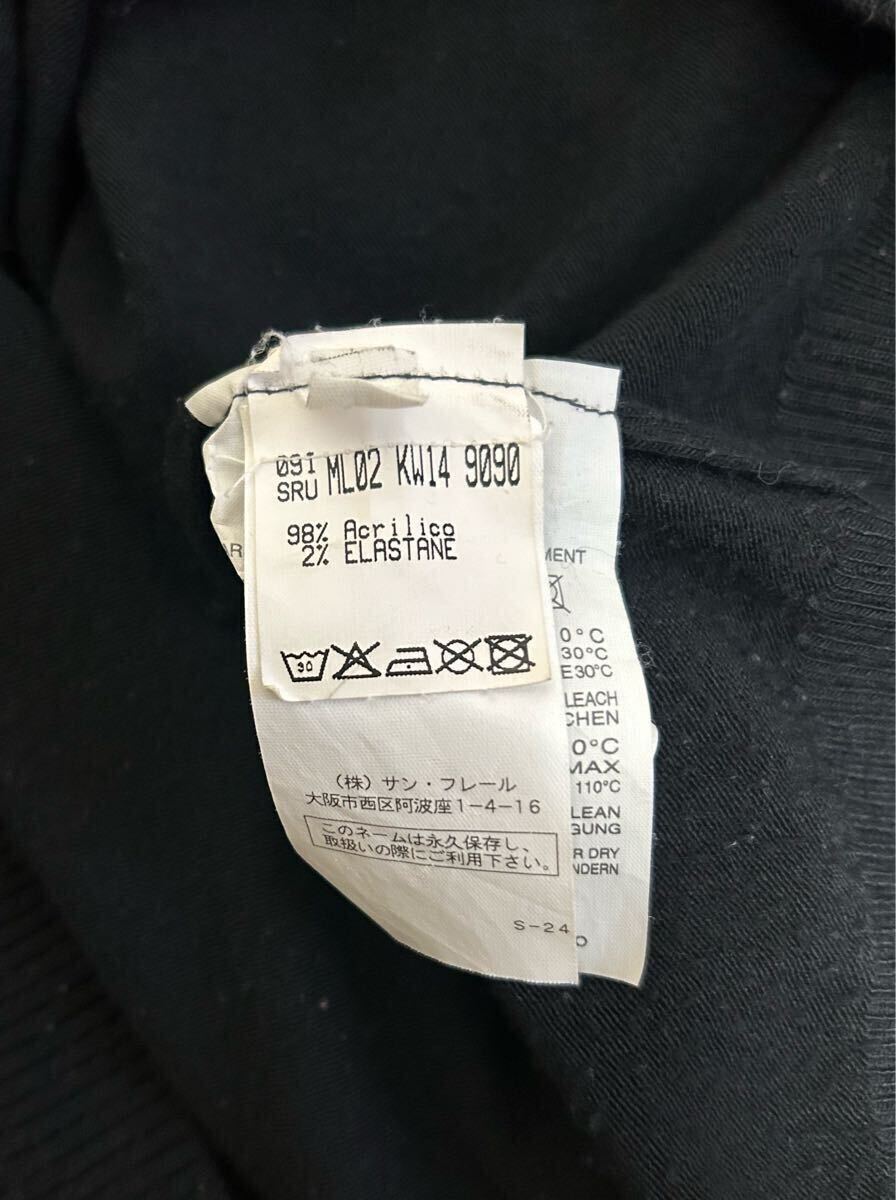 09I
SRU ML02 KW14 9090
98% Acrilico
2% ELASTANE
30
AR
MENT
0°C
30°C
E30°C
LEACH
CHEN
0°C
MAX
110°C
LEAN
GUNG
R DRY
NDERN
O
(株)サン・フレール
大阪市西区阿波座1-4-16
このネームは永久保存し、
取扱いの際にご利用下さい。
S-24